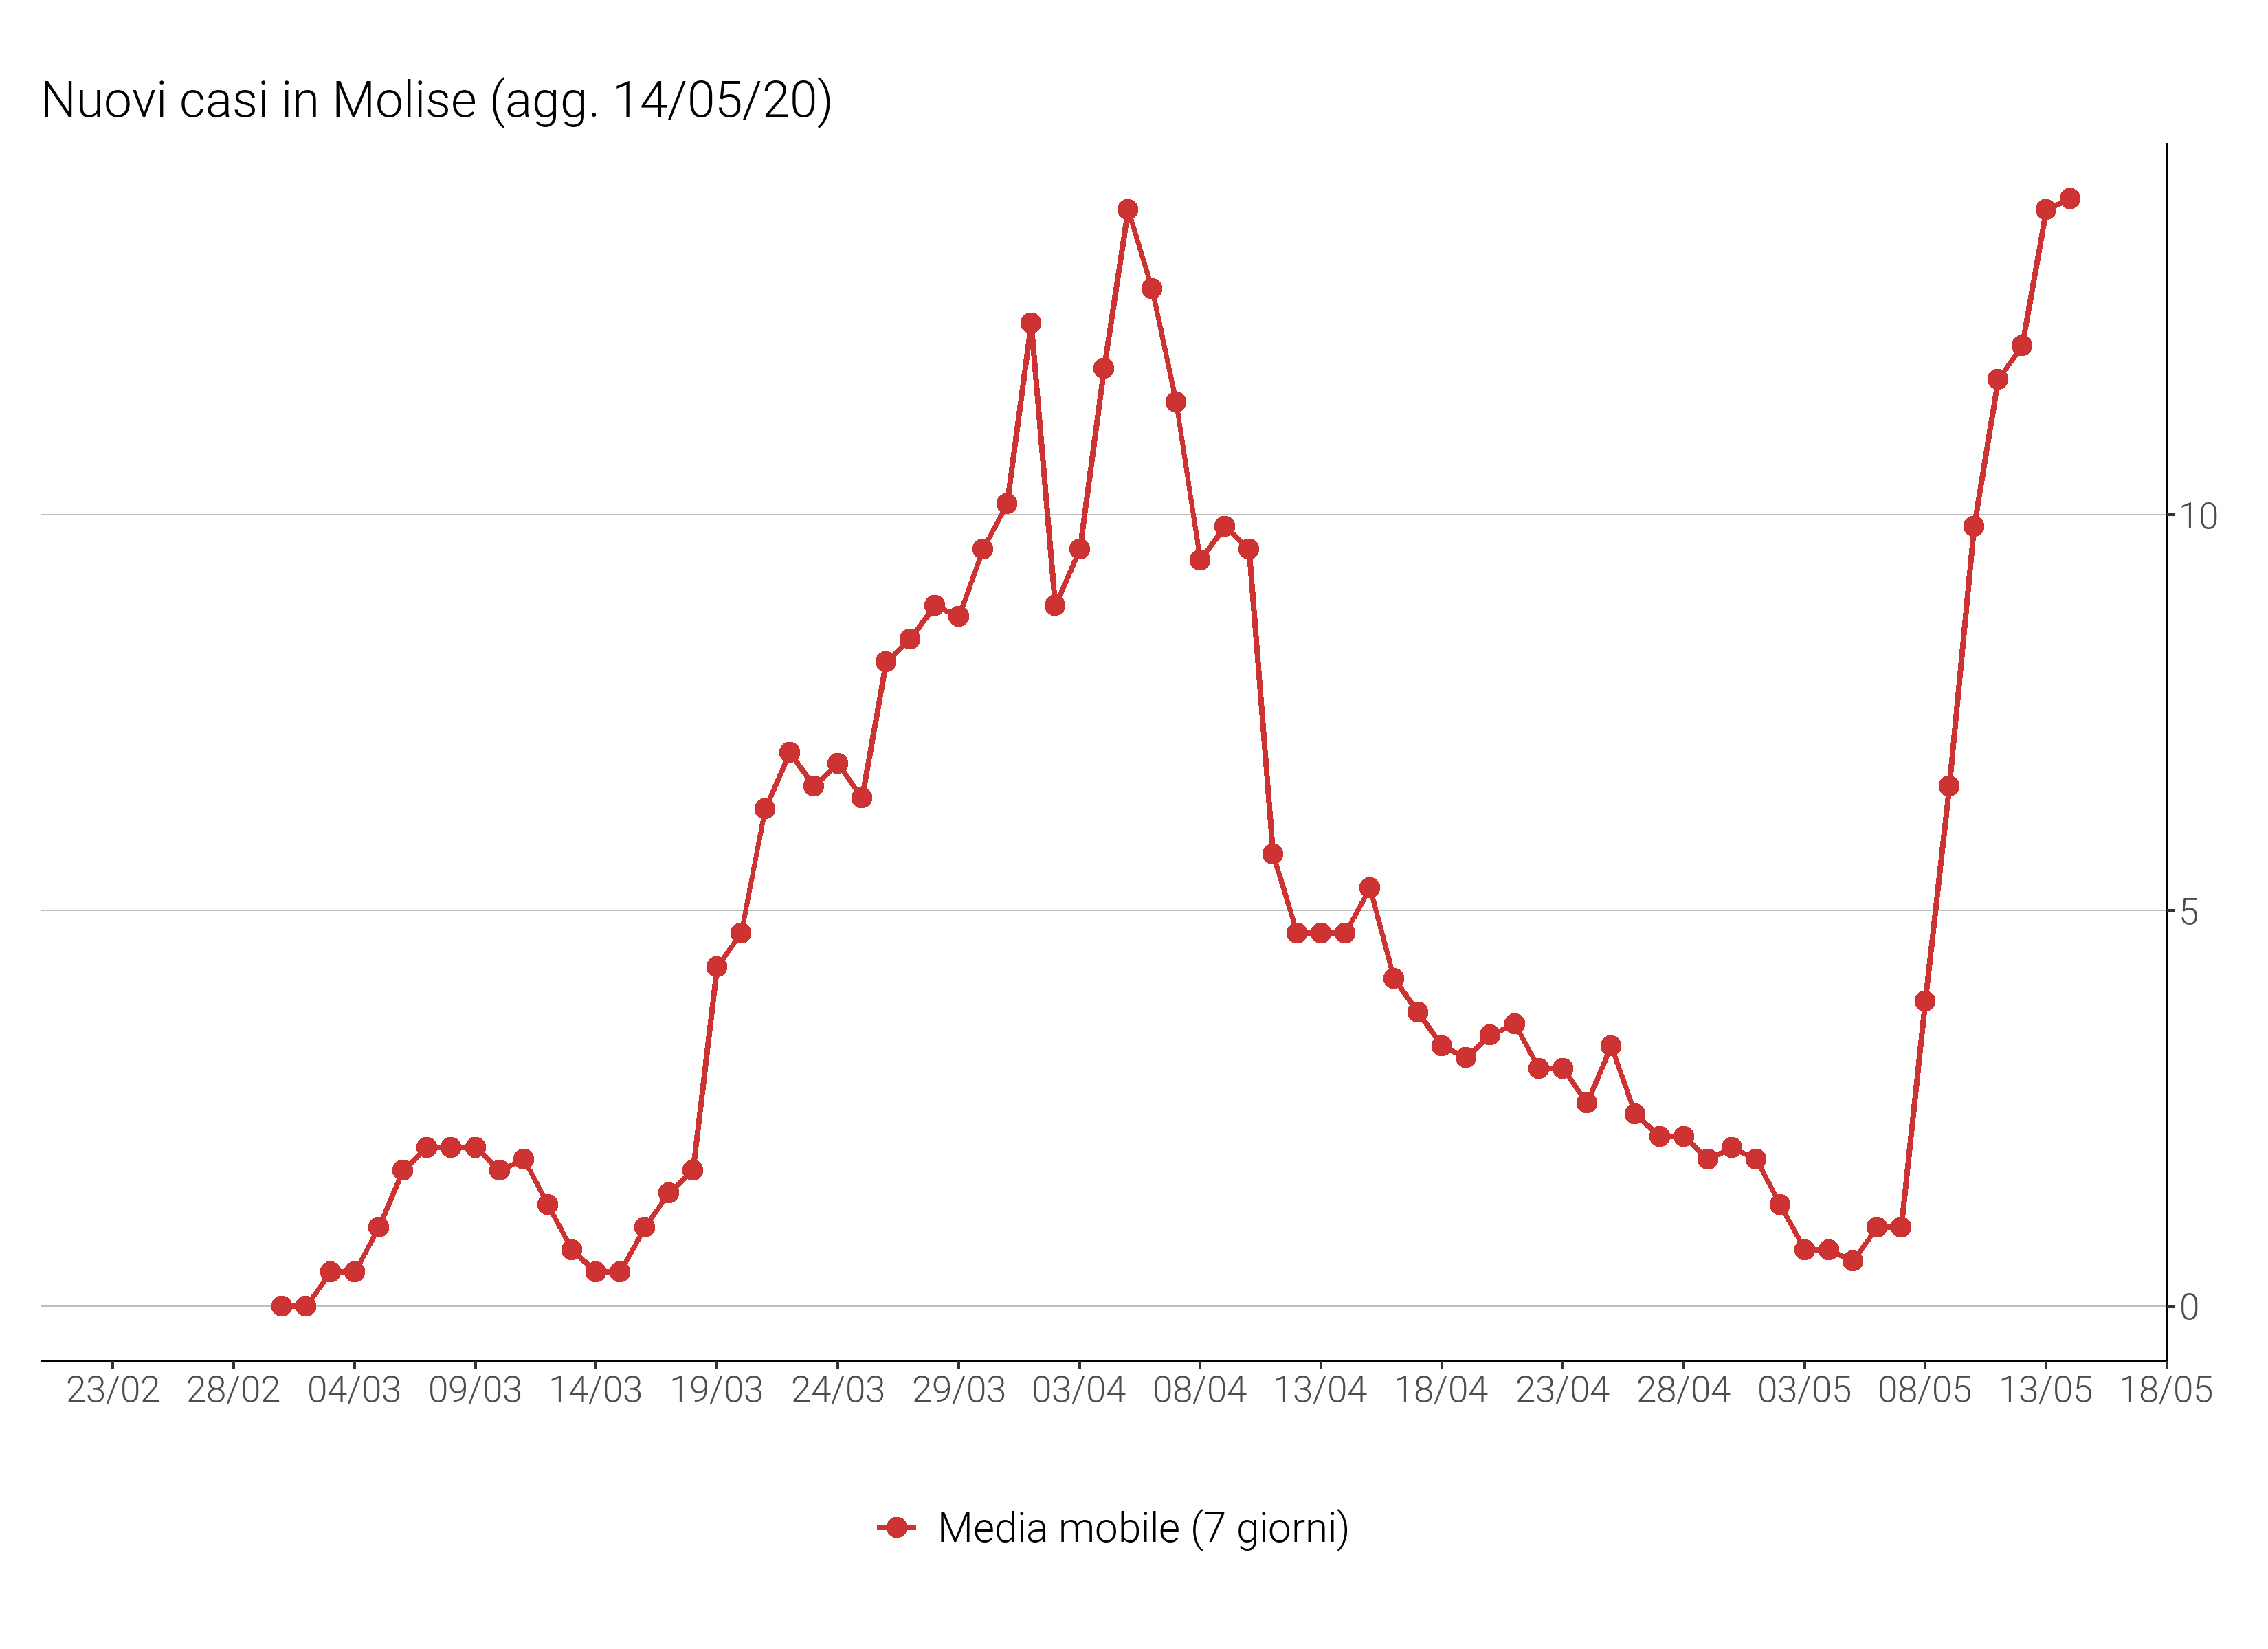 Nuovi casi in Molise (agg. 14/05/20)
10
5
0
23/02 28/02 04/03 09/03 14/03 19/03 24/03 29/03 03/04 08/04 13/04 18/04 23/04 28/04 03/05 08/05 13/05 18/05
Media mobile (7 giorni)